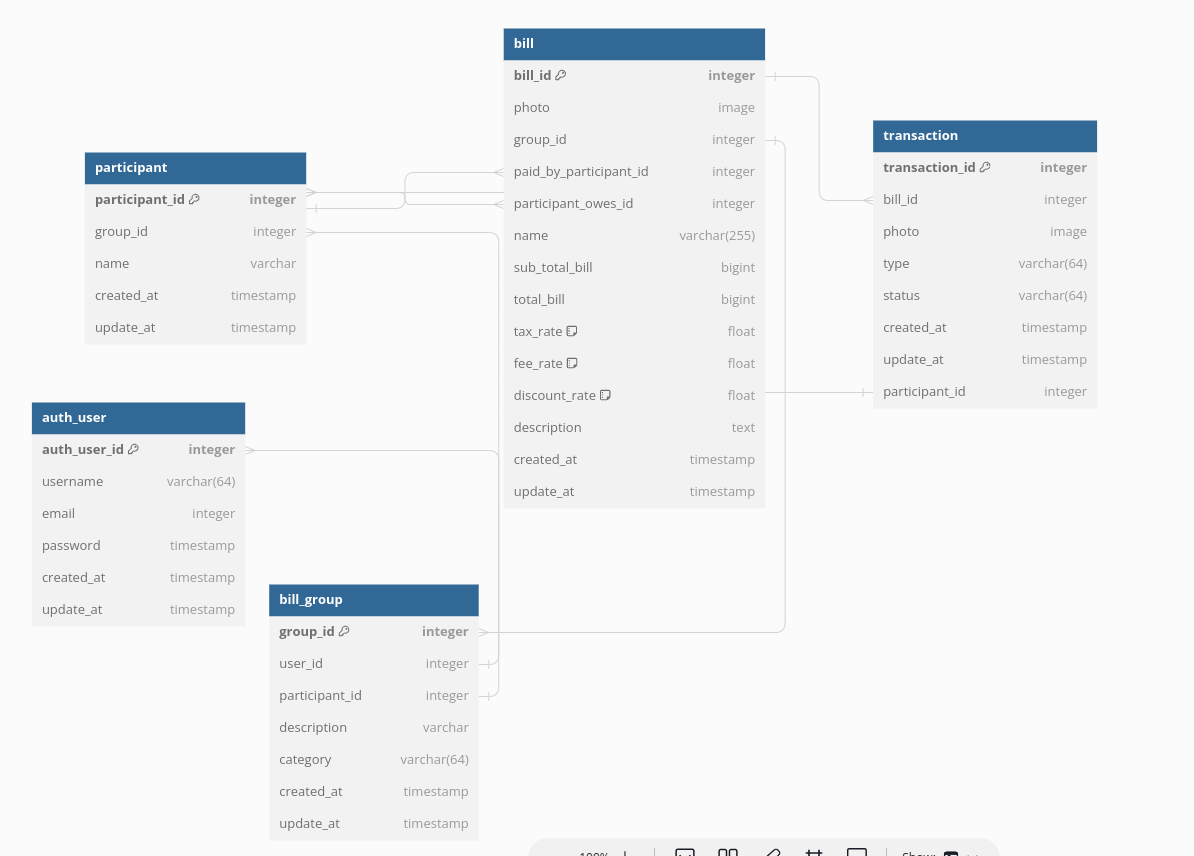 bill
bill_id integer
photo image
group_id integer
paid_by_participant_id integer
participant_owes_id integer
name varchar(255)
sub_total_bill bigint
total_bill bigint
tax_rate float
fee_rate float
discount_rate float
description text
created_at timestamp
update_at timestamp
transaction
transaction_id integer
bill_id integer
photo image
type varchar(64)
status varchar(64)
created_at timestamp
update_at timestamp
participant_id integer
participant
participant_id integer
group_id integer
name varchar
created_at timestamp
update_at timestamp
auth_user
auth_user_id integer
username varchar(64)
email integer
password timestamp
created_at timestamp
update_at timestamp
bill_group
group_id integer
user_id integer
participant_id integer
description varchar
category varchar(64)
created_at timestamp
update_at timestamp